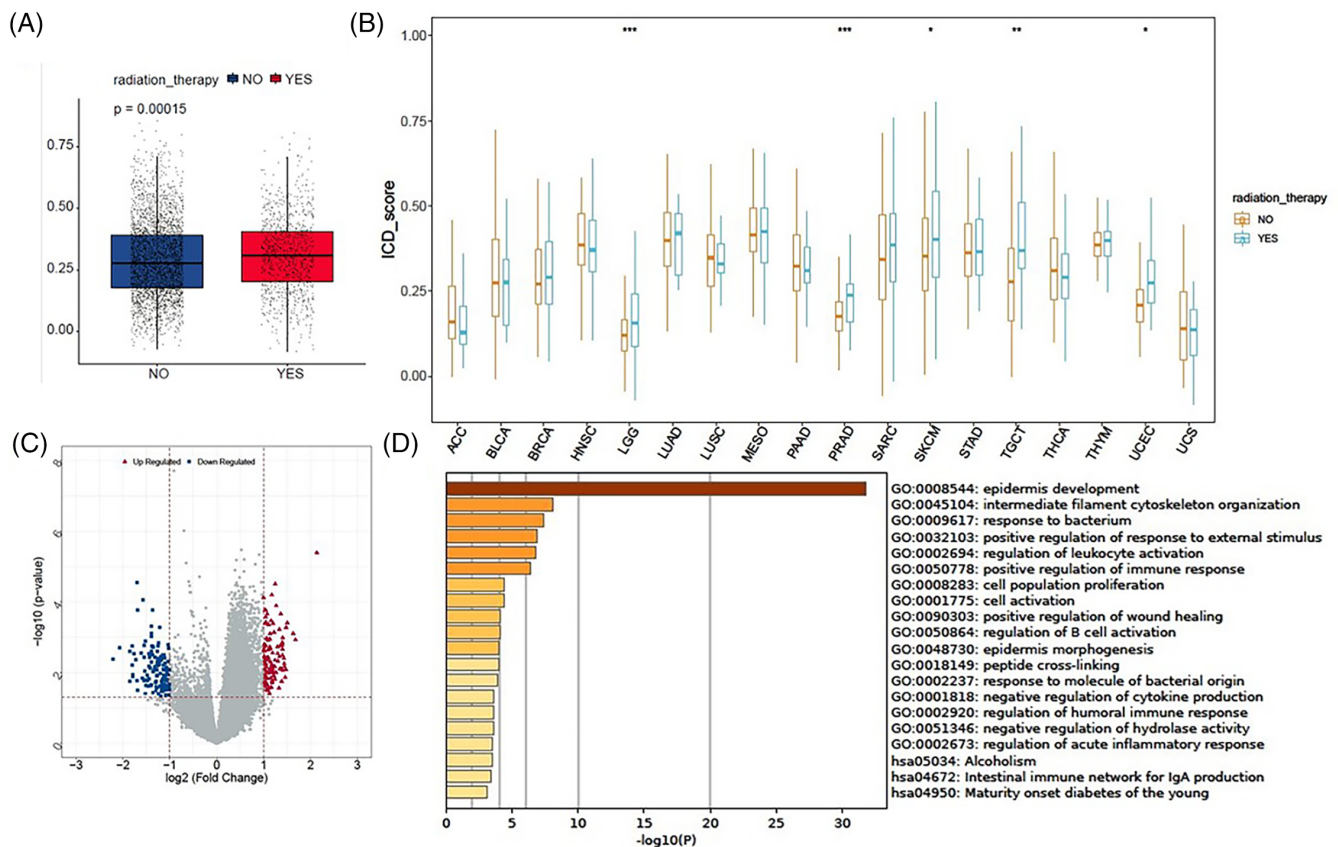 (A)
radiation_therapy NO YES
p = 0.00015
0.75
0.50
0.25
0.00
NO YES
(B)
1.00
0.75
0.50
0.25
0.00
ICD_score
*** *** * ** *
ACC BLCA BRCA HNSC LGG LUAD LUSC MESO PAAD PRAD SARC SKCM STAD TGCT THCA THYM UCEC UCS
radiation_therapy
NO
YES
(C)
Up Regulated Down Regulated
8
6
4
2
0
−log10 (p−value)
−3 −2 −1 0 1 2 3
log2 (Fold Change)
(D)
GO:0008544: epidermis development
GO:0045104: intermediate filament cytoskeleton organization
GO:0009617: response to bacterium
GO:0032103: positive regulation of response to external stimulus
GO:0002694: regulation of leukocyte activation
GO:0050778: positive regulation of immune response
GO:0008283: cell population proliferation
GO:0001775: cell activation
GO:0090303: positive regulation of wound healing
GO:0050864: regulation of B cell activation
GO:0048730: epidermis morphogenesis
GO:0018149: peptide cross-linking
GO:0002237: response to molecule of bacterial origin
GO:0001818: negative regulation of cytokine production
GO:0002920: regulation of humoral immune response
GO:0051346: negative regulation of hydrolase activity
GO:0002673: regulation of acute inflammatory response
hsa05034: Alcoholism
hsa04672: Intestinal immune network for IgA production
hsa04950: Maturity onset diabetes of the young
0 5 10 15 20 25 30
-log10(P)